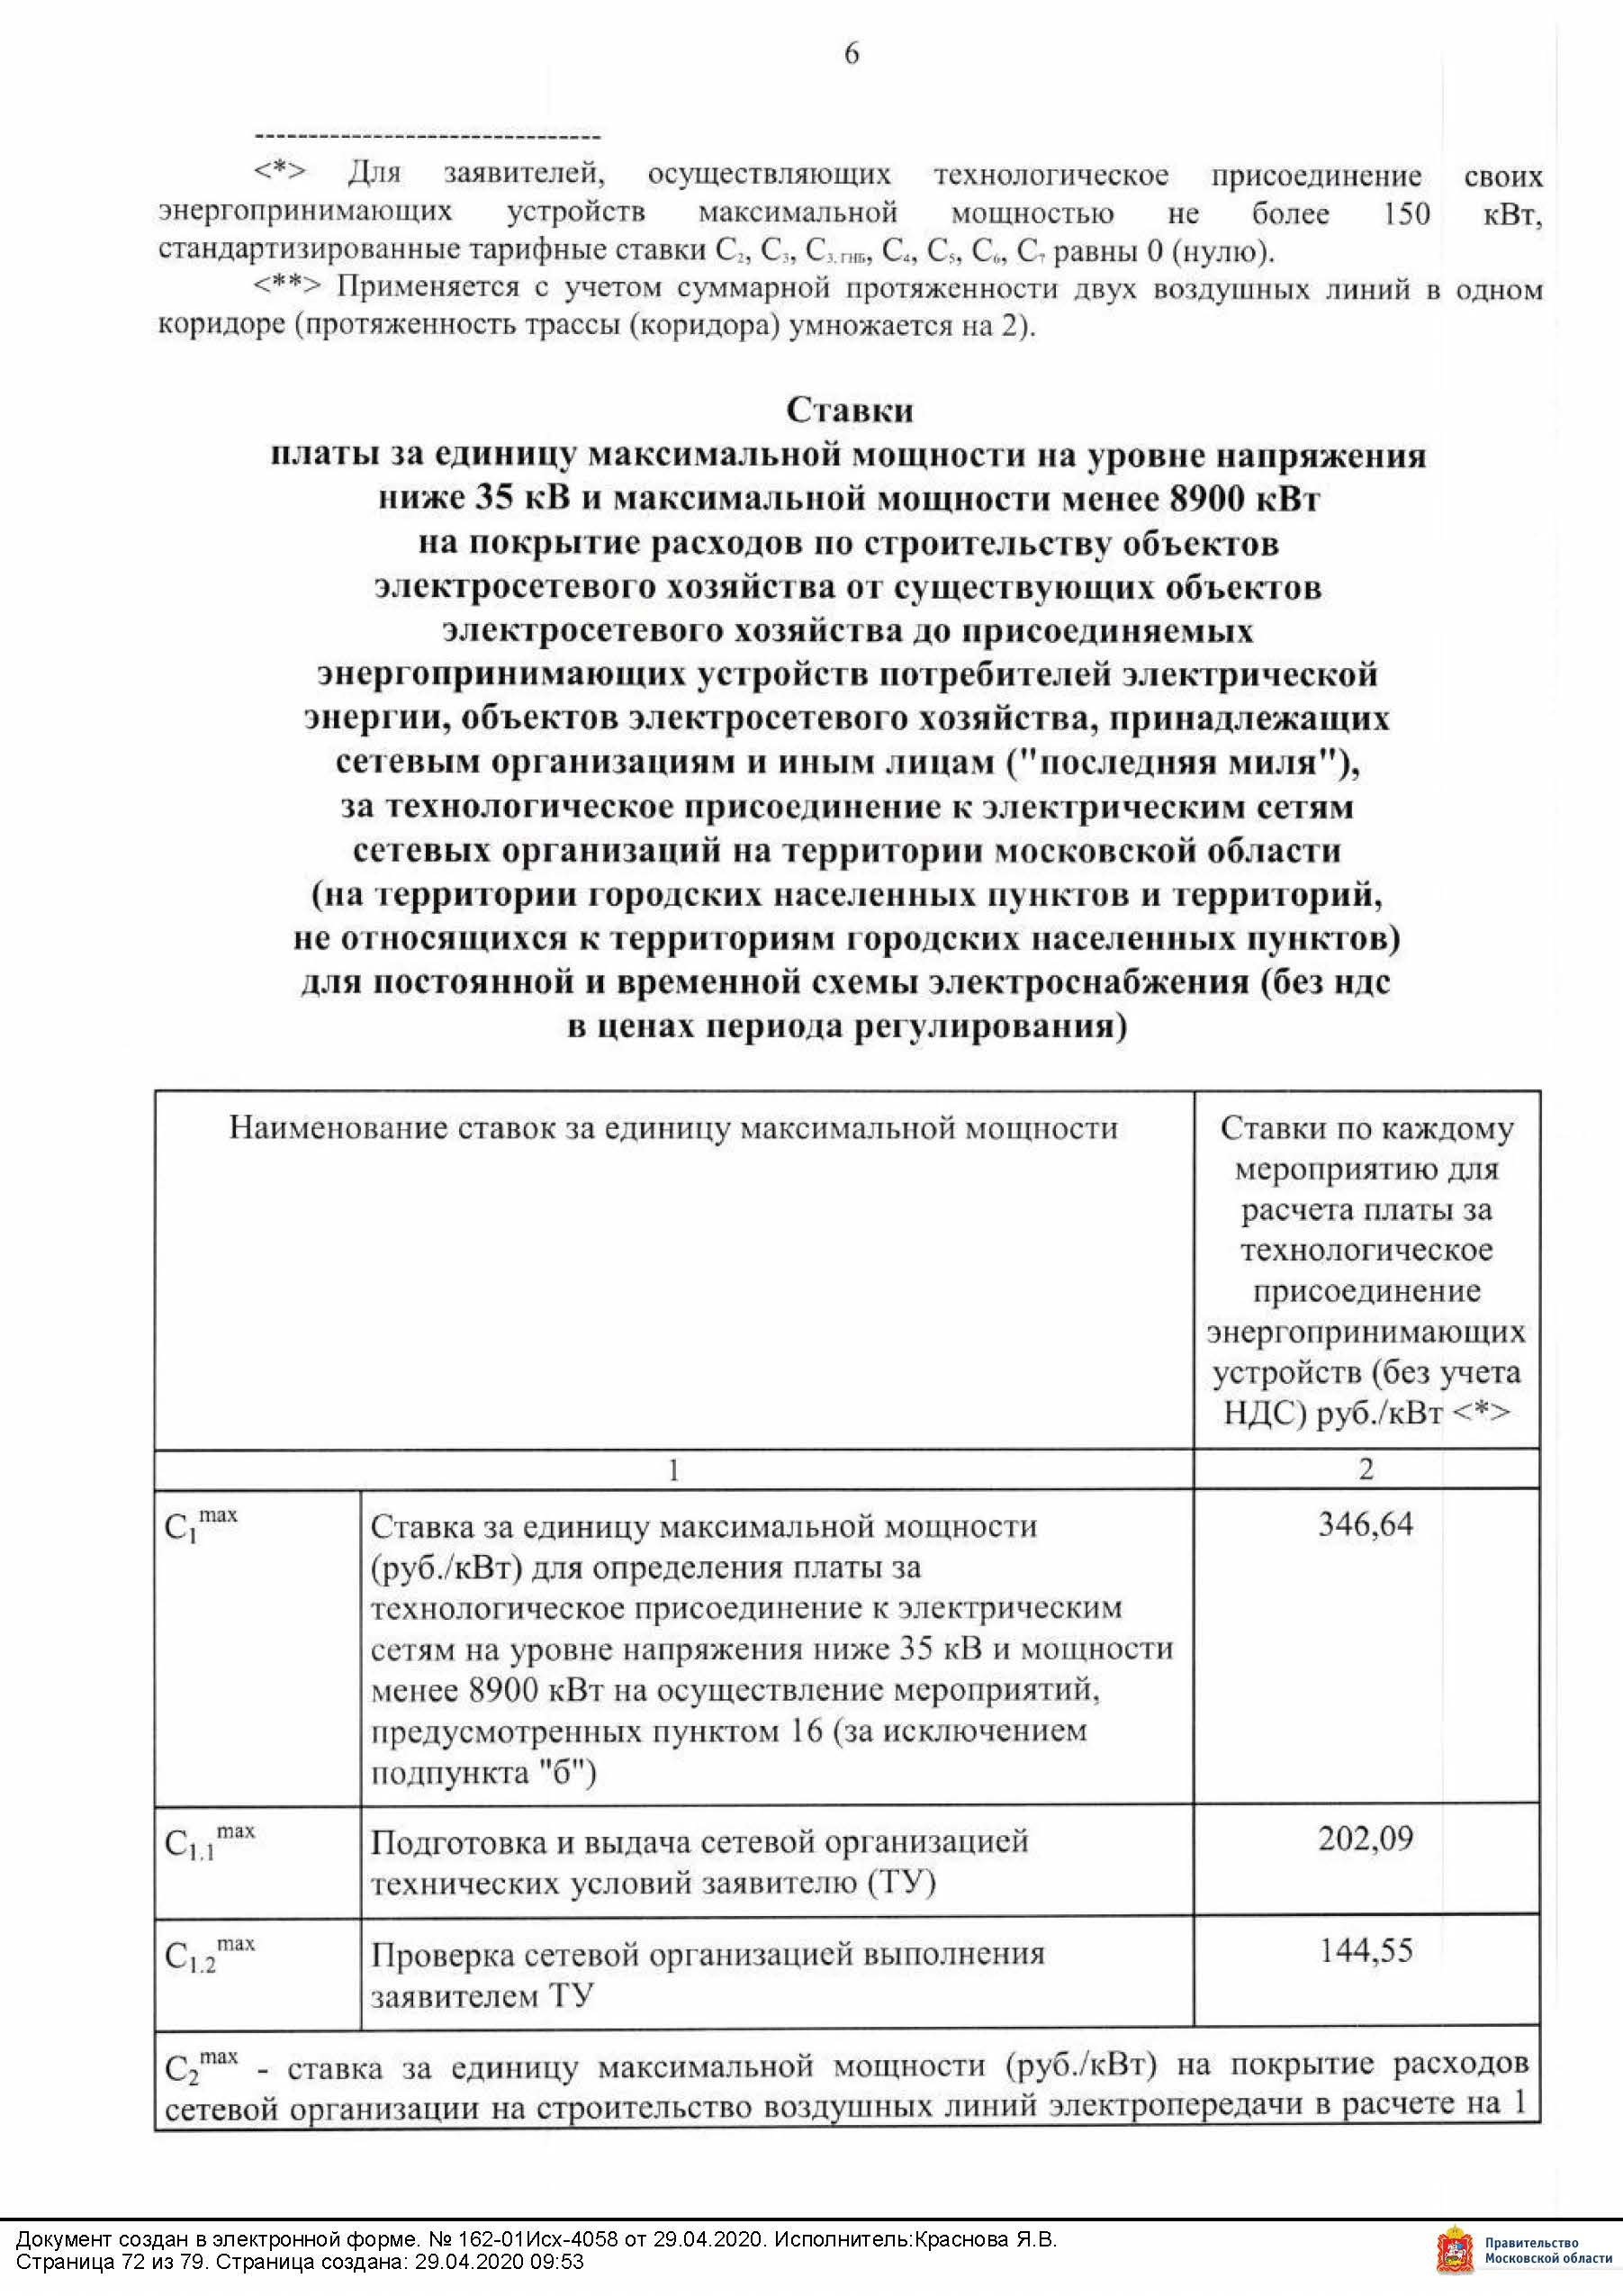 6
--------------------------------
<*> Для заявителей, осуществляющих технологическое присоединение своих
энергопринимающих устройств максимальной мощностью не более 150 кВт,
стандартизированные тарифные ставки С₂, С₃, С₃.ГНБ, С₄, С₅, С₆, С₇ равны 0 (нулю).
<**> Применяется с учетом суммарной протяженности двух воздушных линий в одном
коридоре (протяженность трассы (коридора) умножается на 2).
Ставки
платы за единицу максимальной мощности на уровне напряжения
ниже 35 кВ и максимальной мощности менее 8900 кВт
на покрытие расходов по строительству объектов
электросетевого хозяйства от существующих объектов
электросетевого хозяйства до присоединяемых
энергопринимающих устройств потребителей электрической
энергии, объектов электросетевого хозяйства, принадлежащих
сетевым организациям и иным лицам ("последняя миля"),
за технологическое присоединение к электрическим сетям
сетевых организаций на территории московской области
(на территории городских населенных пунктов и территорий,
не относящихся к территориям городских населенных пунктов)
для постоянной и временной схемы электроснабжения (без ндс
в ценах периода регулирования)
Наименование ставок за единицу максимальной мощности
Ставки по каждому
мероприятию для
расчета платы за
технологическое
присоединение
энергопринимающих
устройств (без учета
НДС) руб./кВт <*>
1
2
C₁ᵐᵃˣ
Ставка за единицу максимальной мощности
(руб./кВт) для определения платы за
технологическое присоединение к электрическим
сетям на уровне напряжения ниже 35 кВ и мощности
менее 8900 кВт на осуществление мероприятий,
предусмотренных пунктом 16 (за исключением
подпункта "б")
346,64
C₁.₁ᵐᵃˣ
Подготовка и выдача сетевой организацией
технических условий заявителю (ТУ)
202,09
C₁.₂ᵐᵃˣ
Проверка сетевой организацией выполнения
заявителем ТУ
144,55
C₂ᵐᵃˣ - ставка за единицу максимальной мощности (руб./кВт) на покрытие расходов
сетевой организации на строительство воздушных линий электропередачи в расчете на 1
Документ создан в электронной форме. № 162-01Исх-4058 от 29.04.2020. Исполнитель:Краснова Я.В.
Страница 72 из 79. Страница создана: 29.04.2020 09:53
Правительство
Московской области